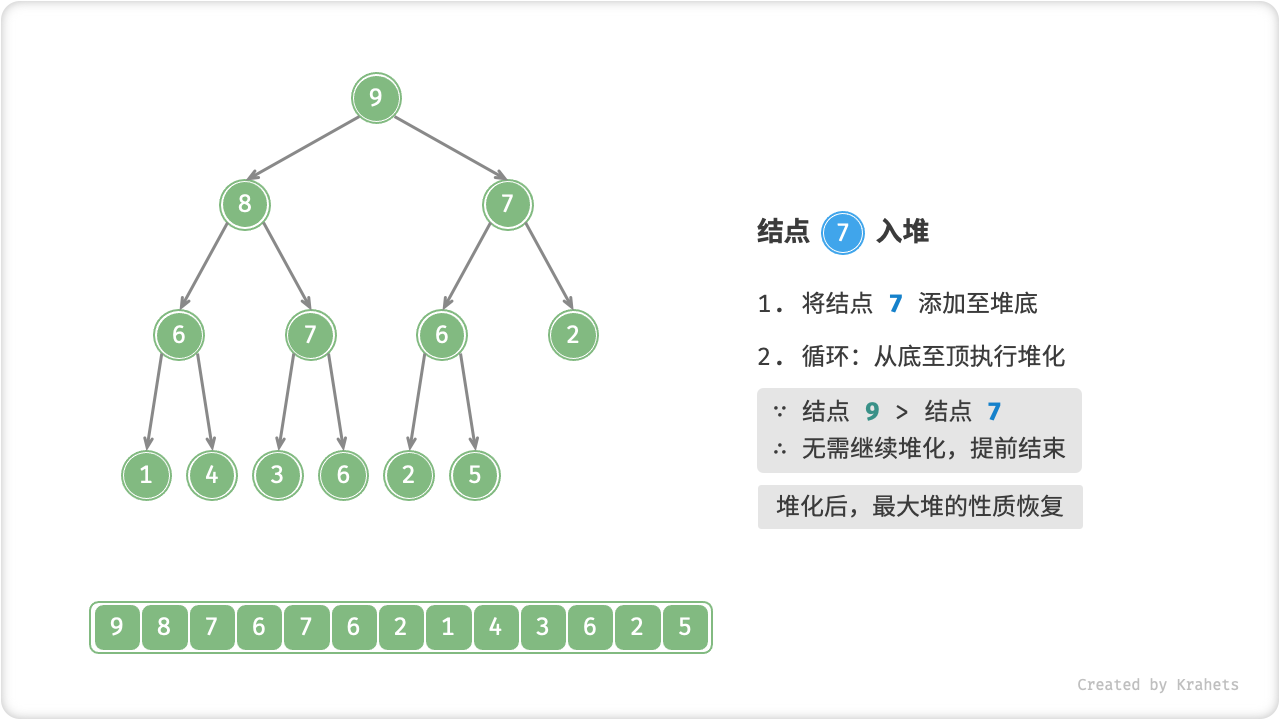 9
8 7
6 7 6 2
1 4 3 6 2 5
结点 7 入堆
1. 将结点 7 添加至堆底
2. 循环：从底至顶执行堆化
∵ 结点 9 > 结点 7
∴ 无需继续堆化，提前结束
堆化后，最大堆的性质恢复
9 8 7 6 7 6 2 1 4 3 6 2 5
Created by Krahets